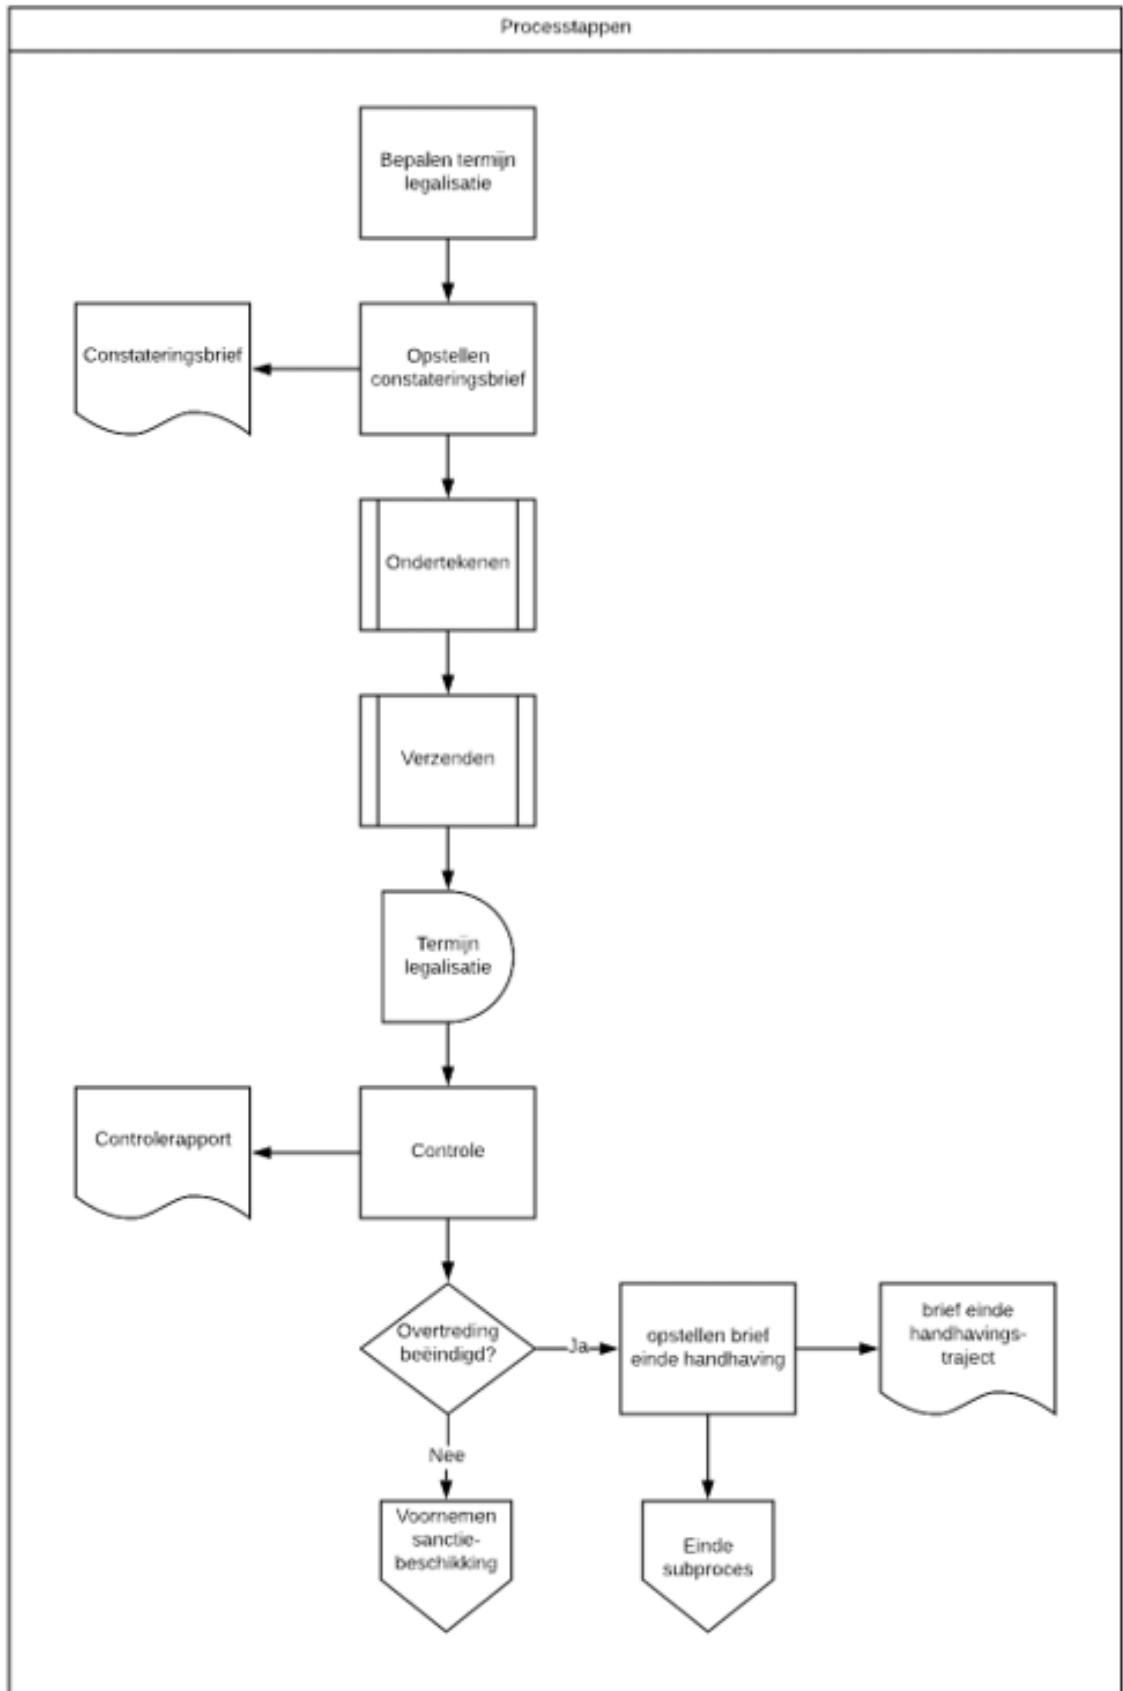 Processtappen
Bepalen termijn
legalisatie
Constateringsbrief
Opstellen
constateringsbrief
Ondertekenen
Verzenden
Termijn
legalisatie
Controlerapport
Controle
Overtreding
beëindigd?
Ja
opstellen brief
einde handhaving
brief einde
handhavings-
traject
Nee
Voornemen
sanctie-
beschikking
Einde
subproces